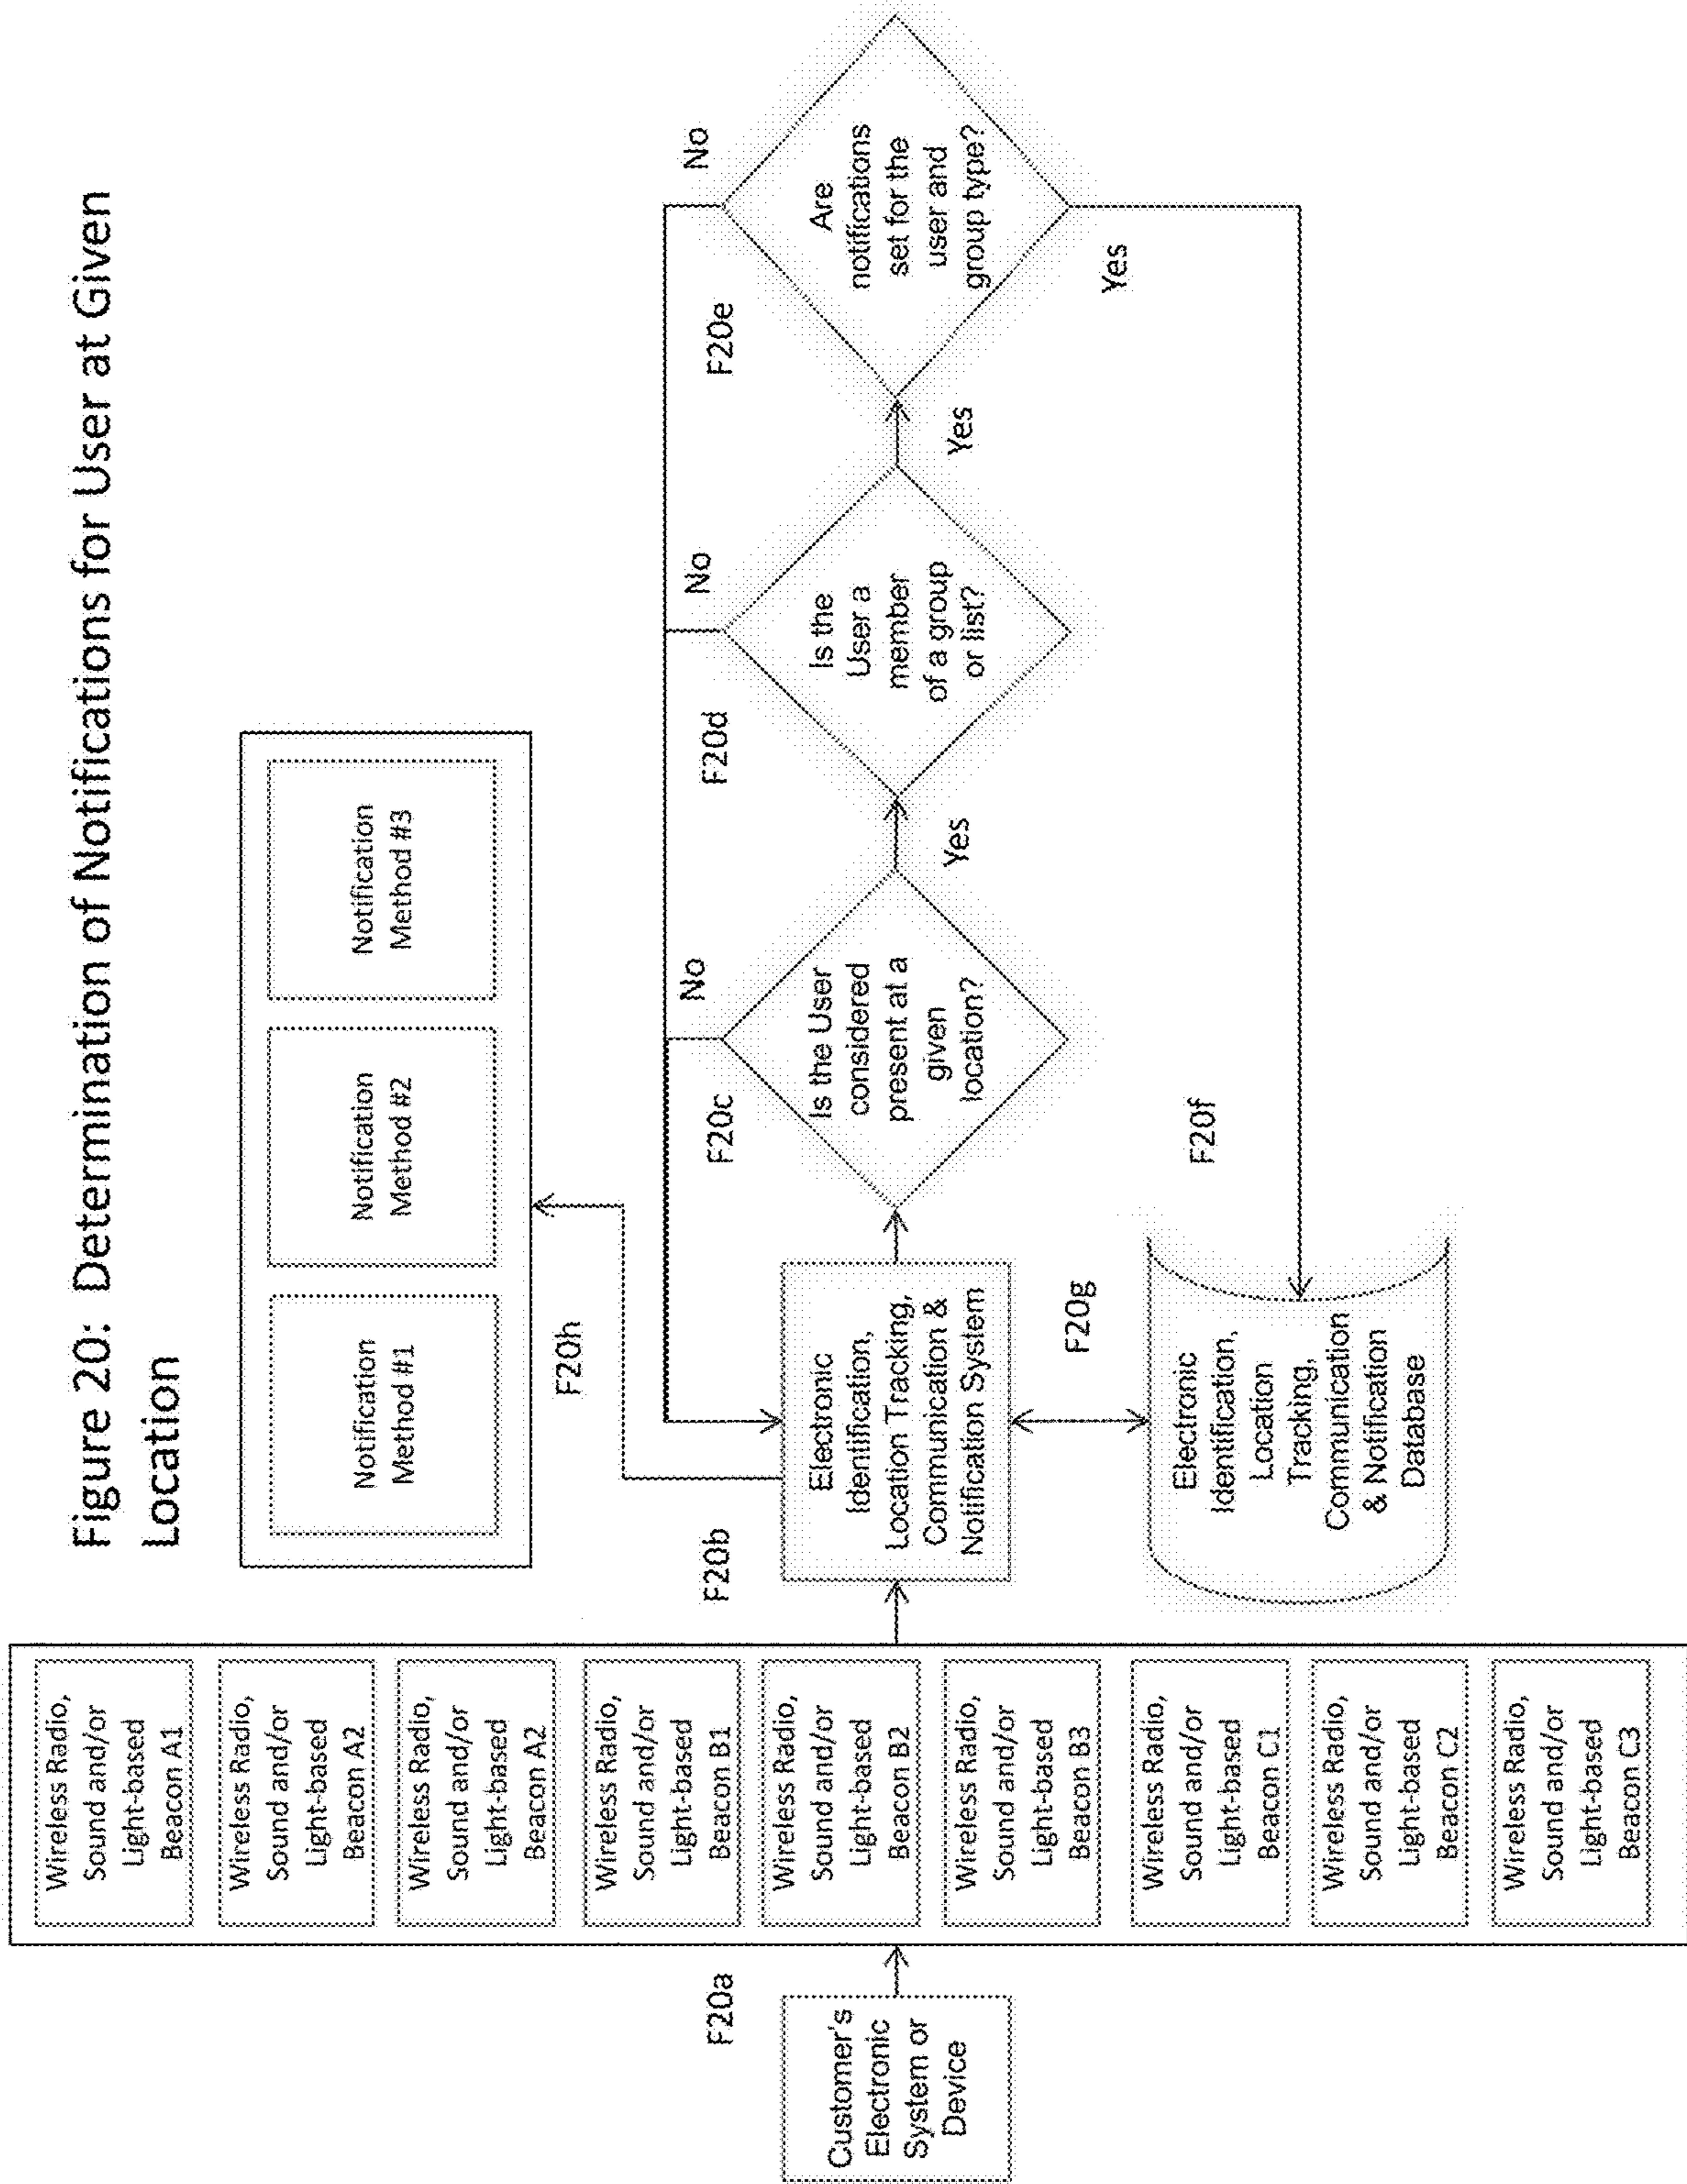 Figure 20: Determination of Notifications for User at Given
Location
Wireless Radio,
Sound and/or
Light-based
Beacon A1
Wireless Radio,
Sound and/or
Light-based
Beacon A2
Wireless Radio,
Sound and/or
Light-based
Beacon A2
Wireless Radio,
Sound and/or
Light-based
Beacon B1
Wireless Radio,
Sound and/or
Light-based
Beacon B2
Wireless Radio,
Sound and/or
Light-based
Beacon B3
Wireless Radio,
Sound and/or
Light-based
Beacon C1
Wireless Radio,
Sound and/or
Light-based
Beacon C2
Wireless Radio,
Sound and/or
Light-based
Beacon C3
Notification
Method #1
Notification
Method #2
Notification
Method #3
F20h
F20a
Customer's
Electronic
System or
Device
F20b
Electronic
Identification,
Location Tracking,
Communication &
Notification System
F20c
No
Is the User
considered
present at a
given
location?
Yes
F20d
No
Is the
User a
member
of a group
or list?
Yes
F20e
No
Are
notifications
set for the
user and
group type?
Yes
F20g
F20f
Electronic
Identification,
Location
Tracking,
Communication
& Notification
Database